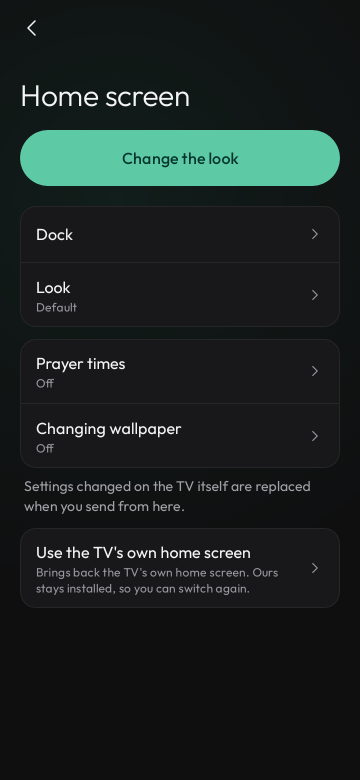 Home screen
Change the look
Dock
Look
Default
Prayer times
Off
Changing wallpaper
Off
Settings changed on the TV itself are replaced
when you send from here.
Use the TV's own home screen
Brings back the TV's own home screen. Ours
stays installed, so you can switch again.